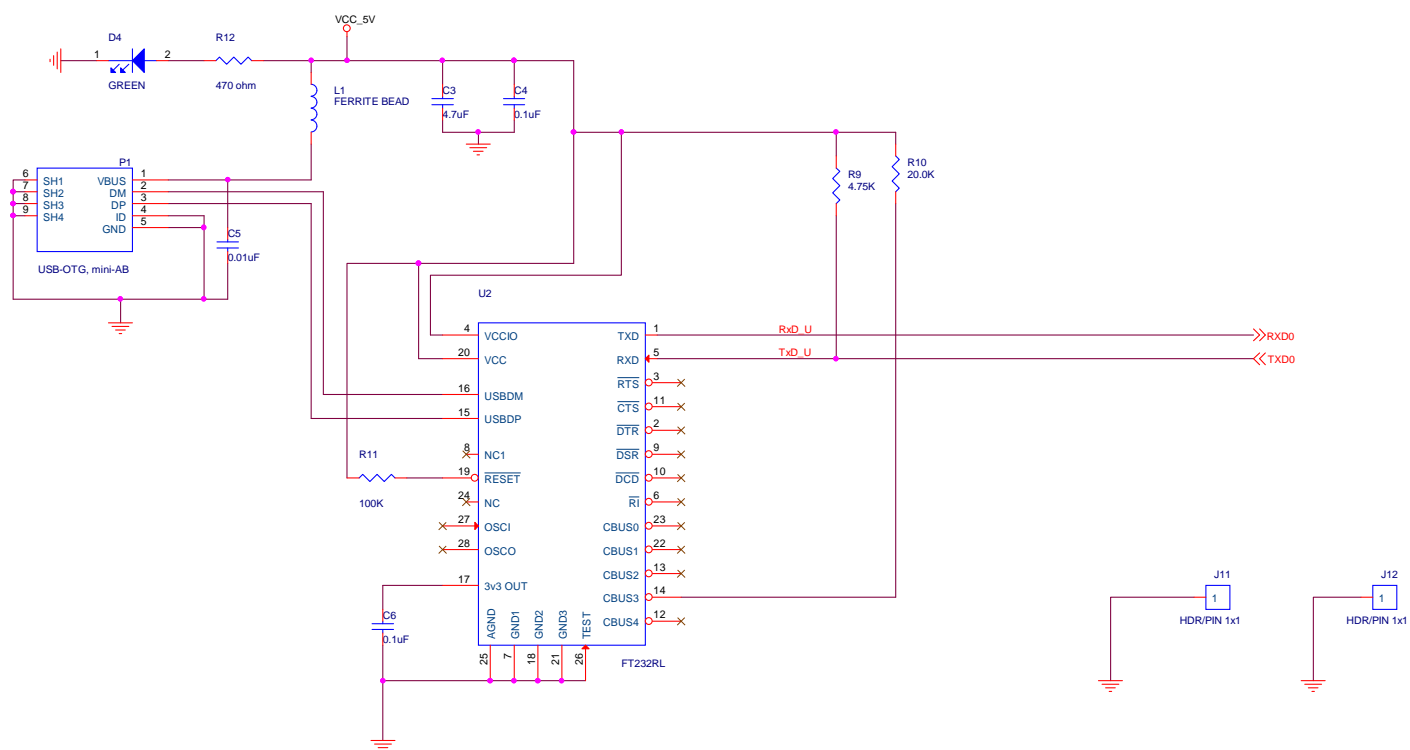 VCC_5V
D4
1
2
GREEN
R12
470 ohm
L1
FERRITE BEAD
C3
4.7uF
C4
0.1uF
P1
6
7
8
9
SH1
SH2
SH3
SH4
VBUS
DM
DP
ID
GND
1
2
3
4
5
USB-OTG, mini-AB
C5
0.01uF
R9
4.75K
R10
20.0K
U2
4
VCCIO
20
VCC
16
USBDM
15
USBDP
8
NC1
19
RESET
24
NC
27
OSCI
28
OSCO
17
3v3 OUT
R11
100K
C6
0.1uF
TXD
1
RXD
5
RTS
3
CTS
11
DTR
2
DSR
9
DCD
10
RI
6
CBUS0
23
CBUS1
22
CBUS2
13
CBUS3
14
CBUS4
12
AGND
GND1
GND2
GND3
TEST
25
7
18
21
26
FT232RL
RxD_U
RXD0
TxD_U
TXD0
J11
1
HDR/PIN 1x1
J12
1
HDR/PIN 1x1